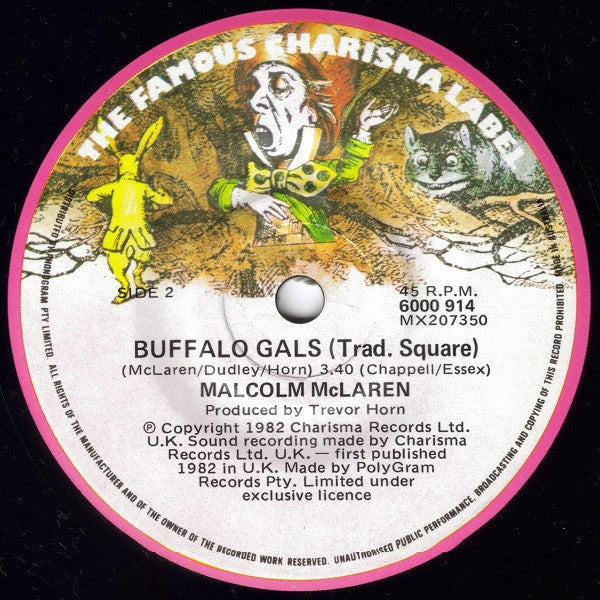 THE FAMOUS CHARISMA LABEL
SIDE 2
45 R.P.M.
6000 914
MX207350
BUFFALO GALS (Trad. Square)
(McLaren/Dudley/Horn) 3.40 (Chappell/Essex)
MALCOLM McLAREN
Produced by Trevor Horn
℗ Copyright 1982 Charisma Records Ltd.
U.K. Sound recording made by Charisma
Records Ltd. U.K. — first published
1982 in U.K. Made by PolyGram
Records Pty. Limited under
exclusive licence
DISTRIBUTED BY PHONOGRAM PTY LIMITED. ALL RIGHTS OF THE MANUFACTURER AND OF THE OWNER OF THE RECORDED WORK RESERVED. UNAUTHORISED PUBLIC PERFORMANCE, BROADCASTING AND COPYING OF THIS RECORD PROHIBITED. MADE IN AUSTRALIA